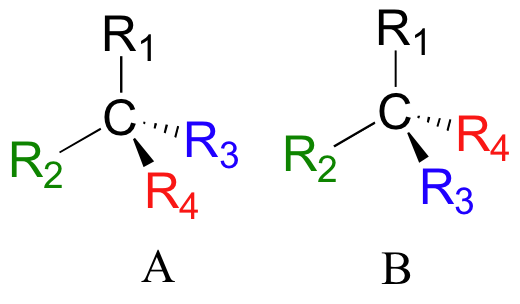 R₁ R₁
C C
R₂ R₃ R₂ R₄
R₄ R₃
A B